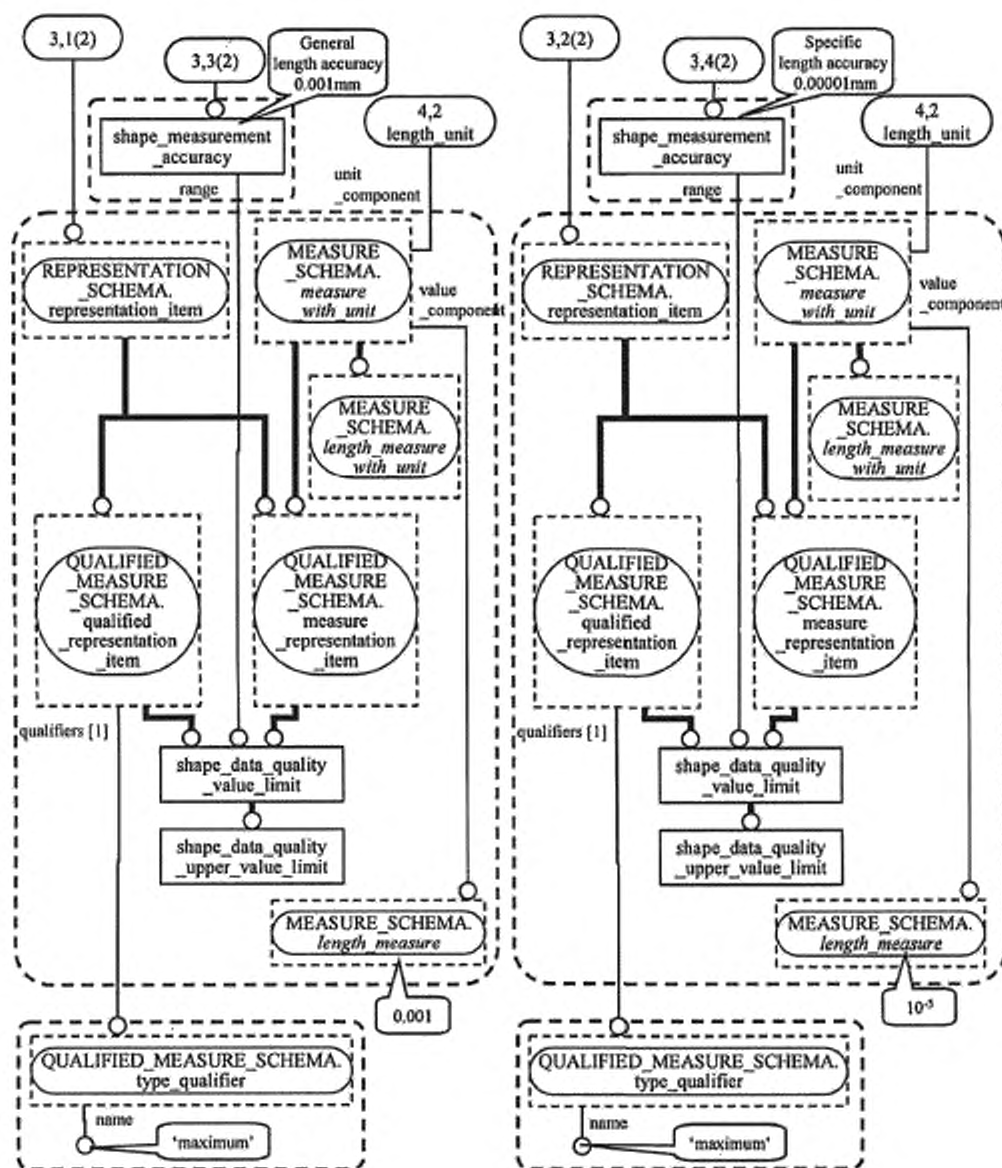 3,1(2)
3,3(2)
General
length accuracy
0.001mm
4,2
length_unit
shape_measurement
_accuracy
range
unit
_component
REPRESENTATION
_SCHEMA.
representation_item
MEASURE
_SCHEMA.
measure
_with_unit
value
_component
MEASURE
_SCHEMA.
length_measure
_with_unit
QUALIFIED
_MEASURE
_SCHEMA.
qualified
_representation
_item
QUALIFIED
_MEASURE
_SCHEMA.
measure
_representation
_item
qualifiers [1]
shape_data_quality
_value_limit
shape_data_quality
_upper_value_limit
MEASURE_SCHEMA.
length_measure
0,001
QUALIFIED_MEASURE_SCHEMA.
type_qualifier
name
'maximum'
3,2(2)
3,4(2)
Specific
length accuracy
0.00001mm
4,2
length_unit
shape_measurement
_accuracy
range
unit
_component
REPRESENTATION
_SCHEMA.
representation_item
MEASURE
_SCHEMA.
measure
_with_unit
value
_component
MEASURE
_SCHEMA.
length_measure
_with_unit
QUALIFIED
_MEASURE
_SCHEMA.
qualified
_representation
_item
QUALIFIED
_MEASURE
_SCHEMA.
measure
_representation
_item
qualifiers [1]
shape_data_quality
_value_limit
shape_data_quality
_upper_value_limit
MEASURE_SCHEMA.
length_measure
10⁻⁵
QUALIFIED_MEASURE_SCHEMA.
type_qualifier
name
'maximum'